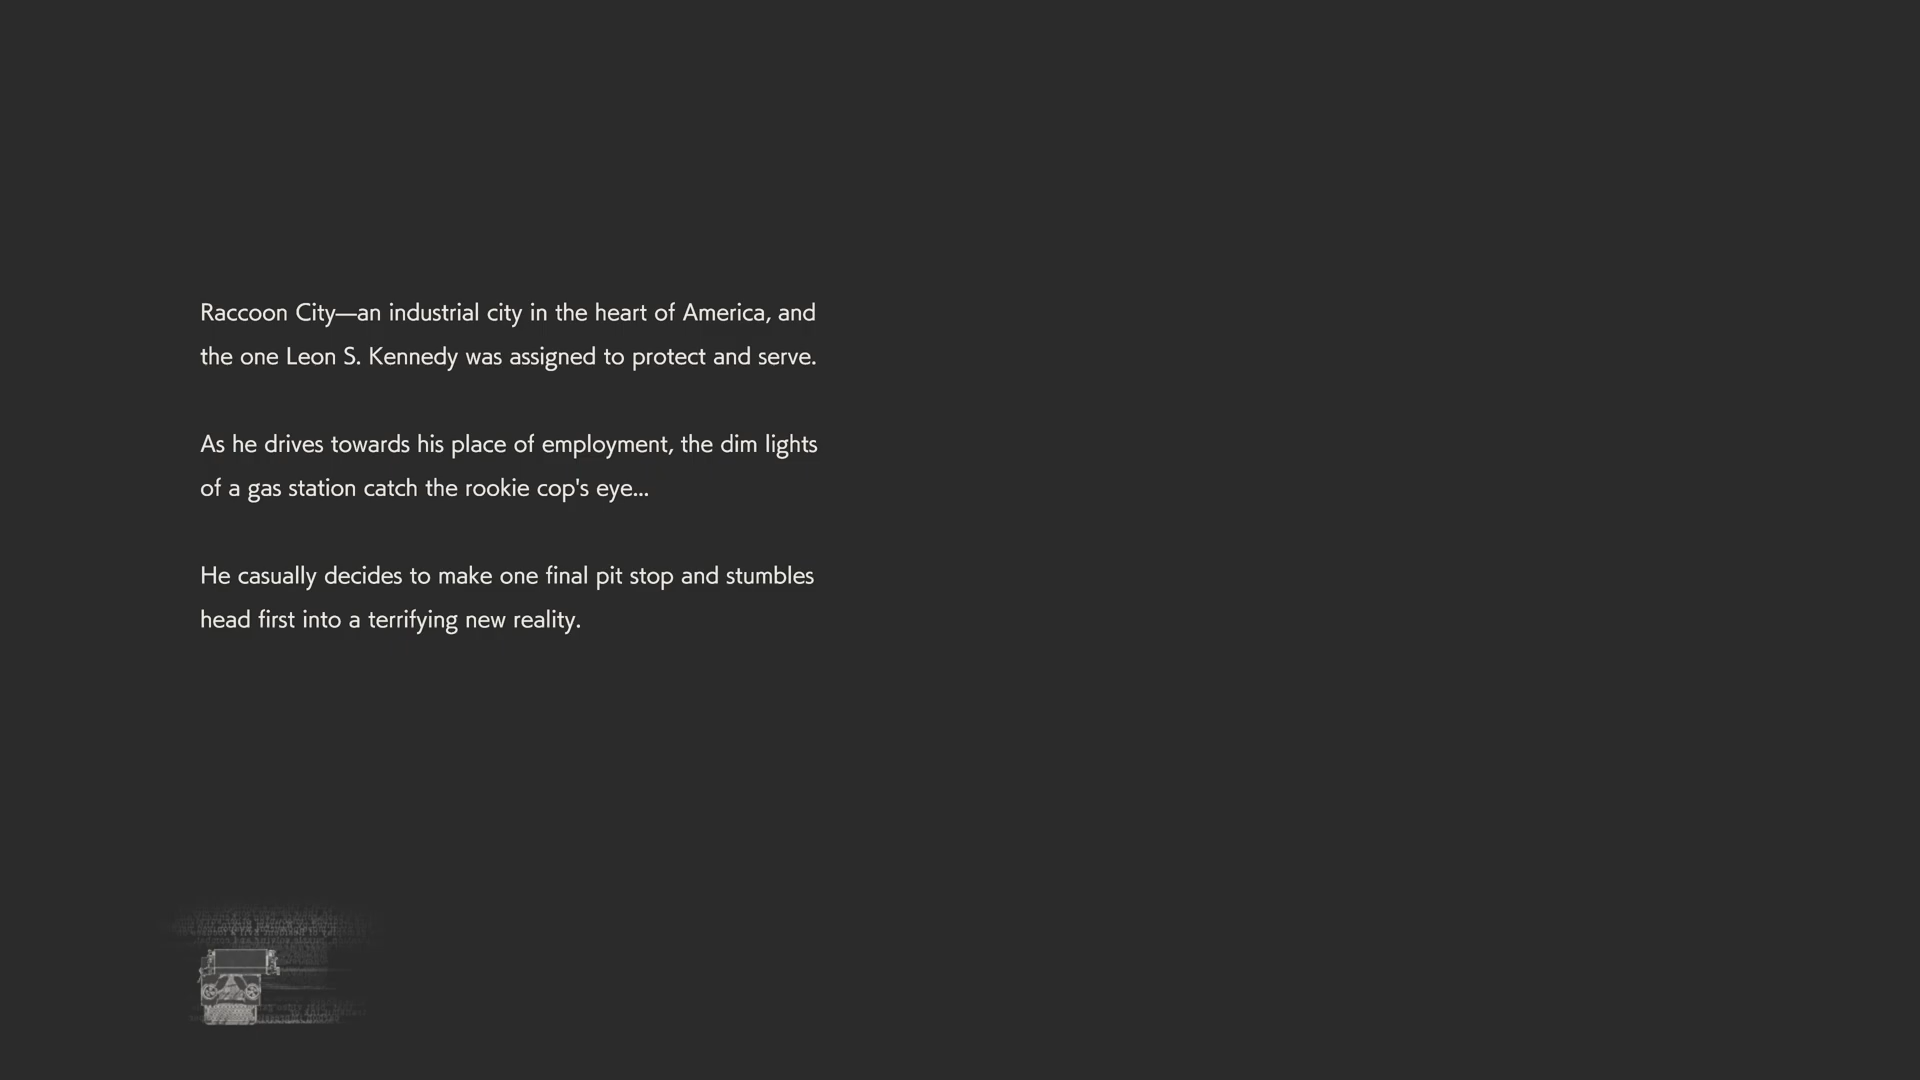 Raccoon City—an industrial city in the heart of America, and
the one Leon S. Kennedy was assigned to protect and serve.
As he drives towards his place of employment, the dim lights
of a gas station catch the rookie cop's eye...
He casually decides to make one final pit stop and stumbles
head first into a terrifying new reality.